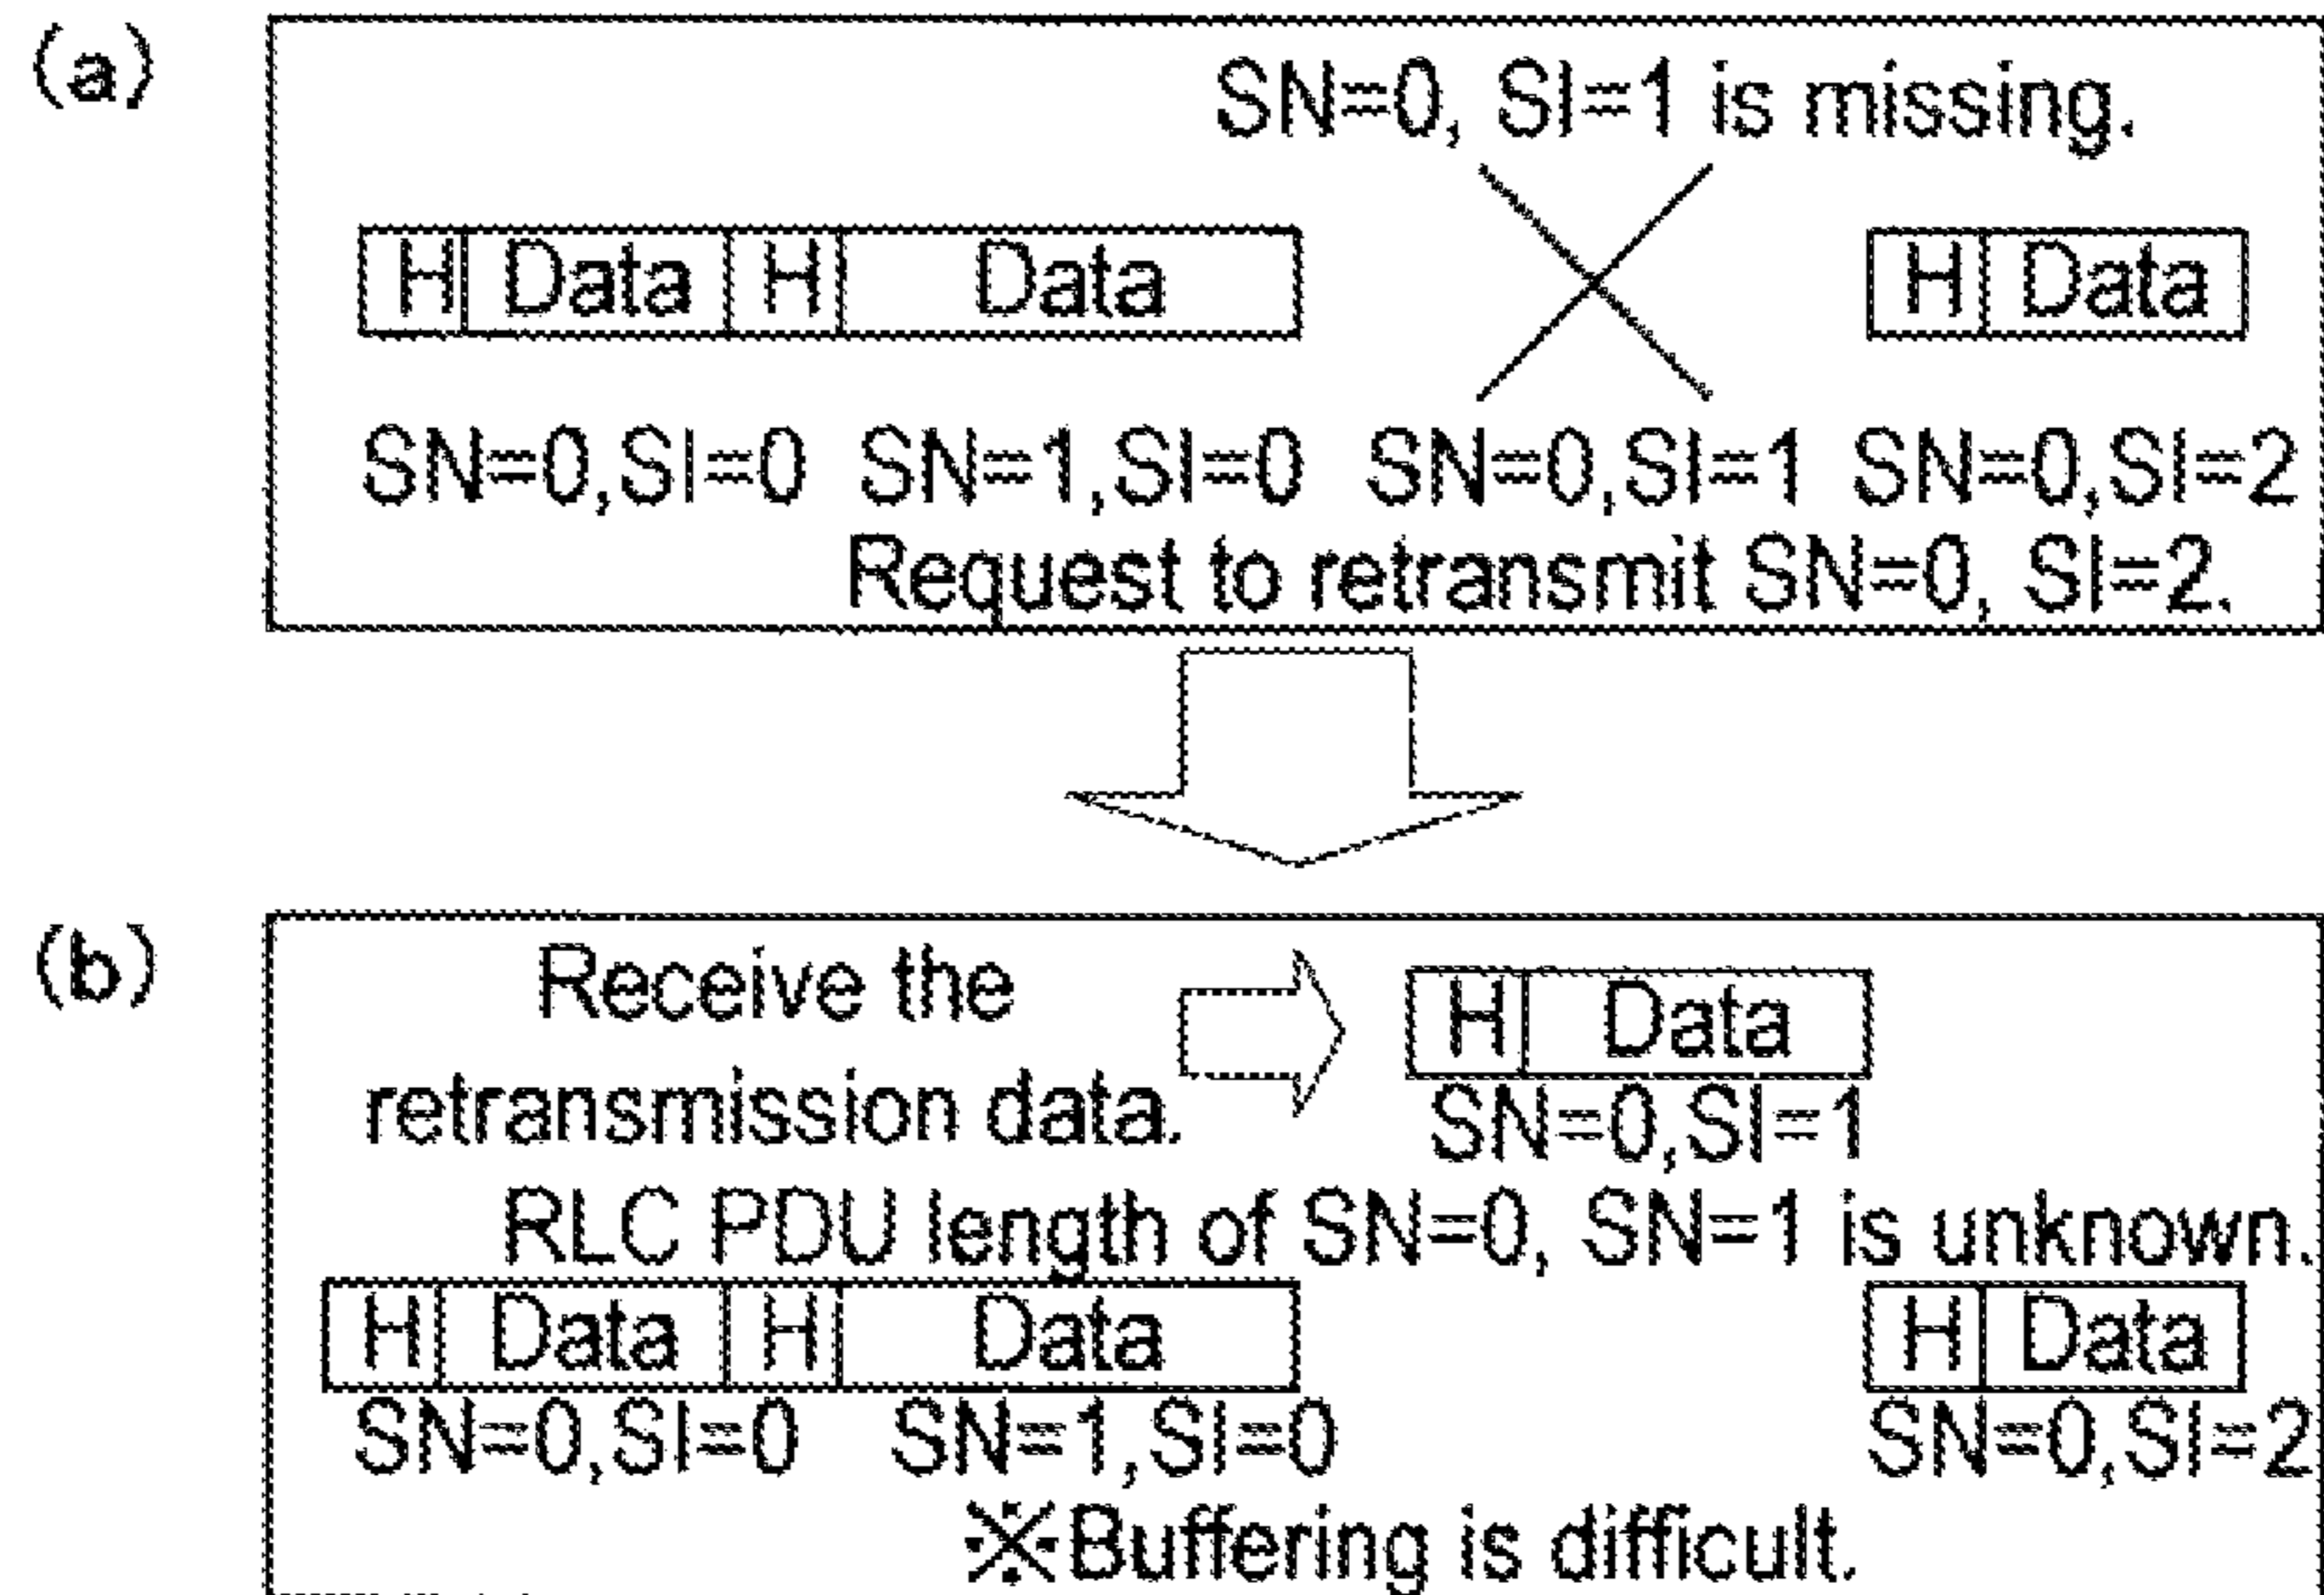 (a)
SN=0, SI=1 is missing.
H Data H Data H Data
SN=0,SI=0 SN=1,SI=0 SN=0,SI=1 SN=0,SI=2
Request to retransmit SN=0, SI=2.
(b)
Receive the
retransmission data.
H Data
SN=0,SI=1
RLC PDU length of SN=0, SN=1 is unknown.
H Data H Data H Data
SN=0,SI=0 SN=1,SI=0 SN=0,SI=2
※Buffering is difficult.